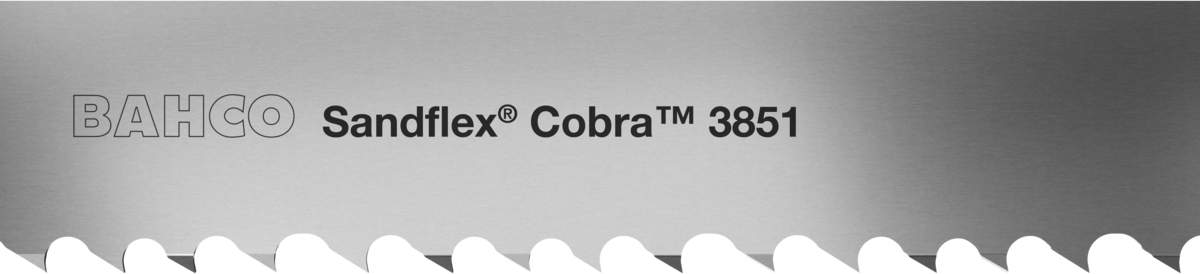 BAHCO Sandflex® Cobra™ 3851